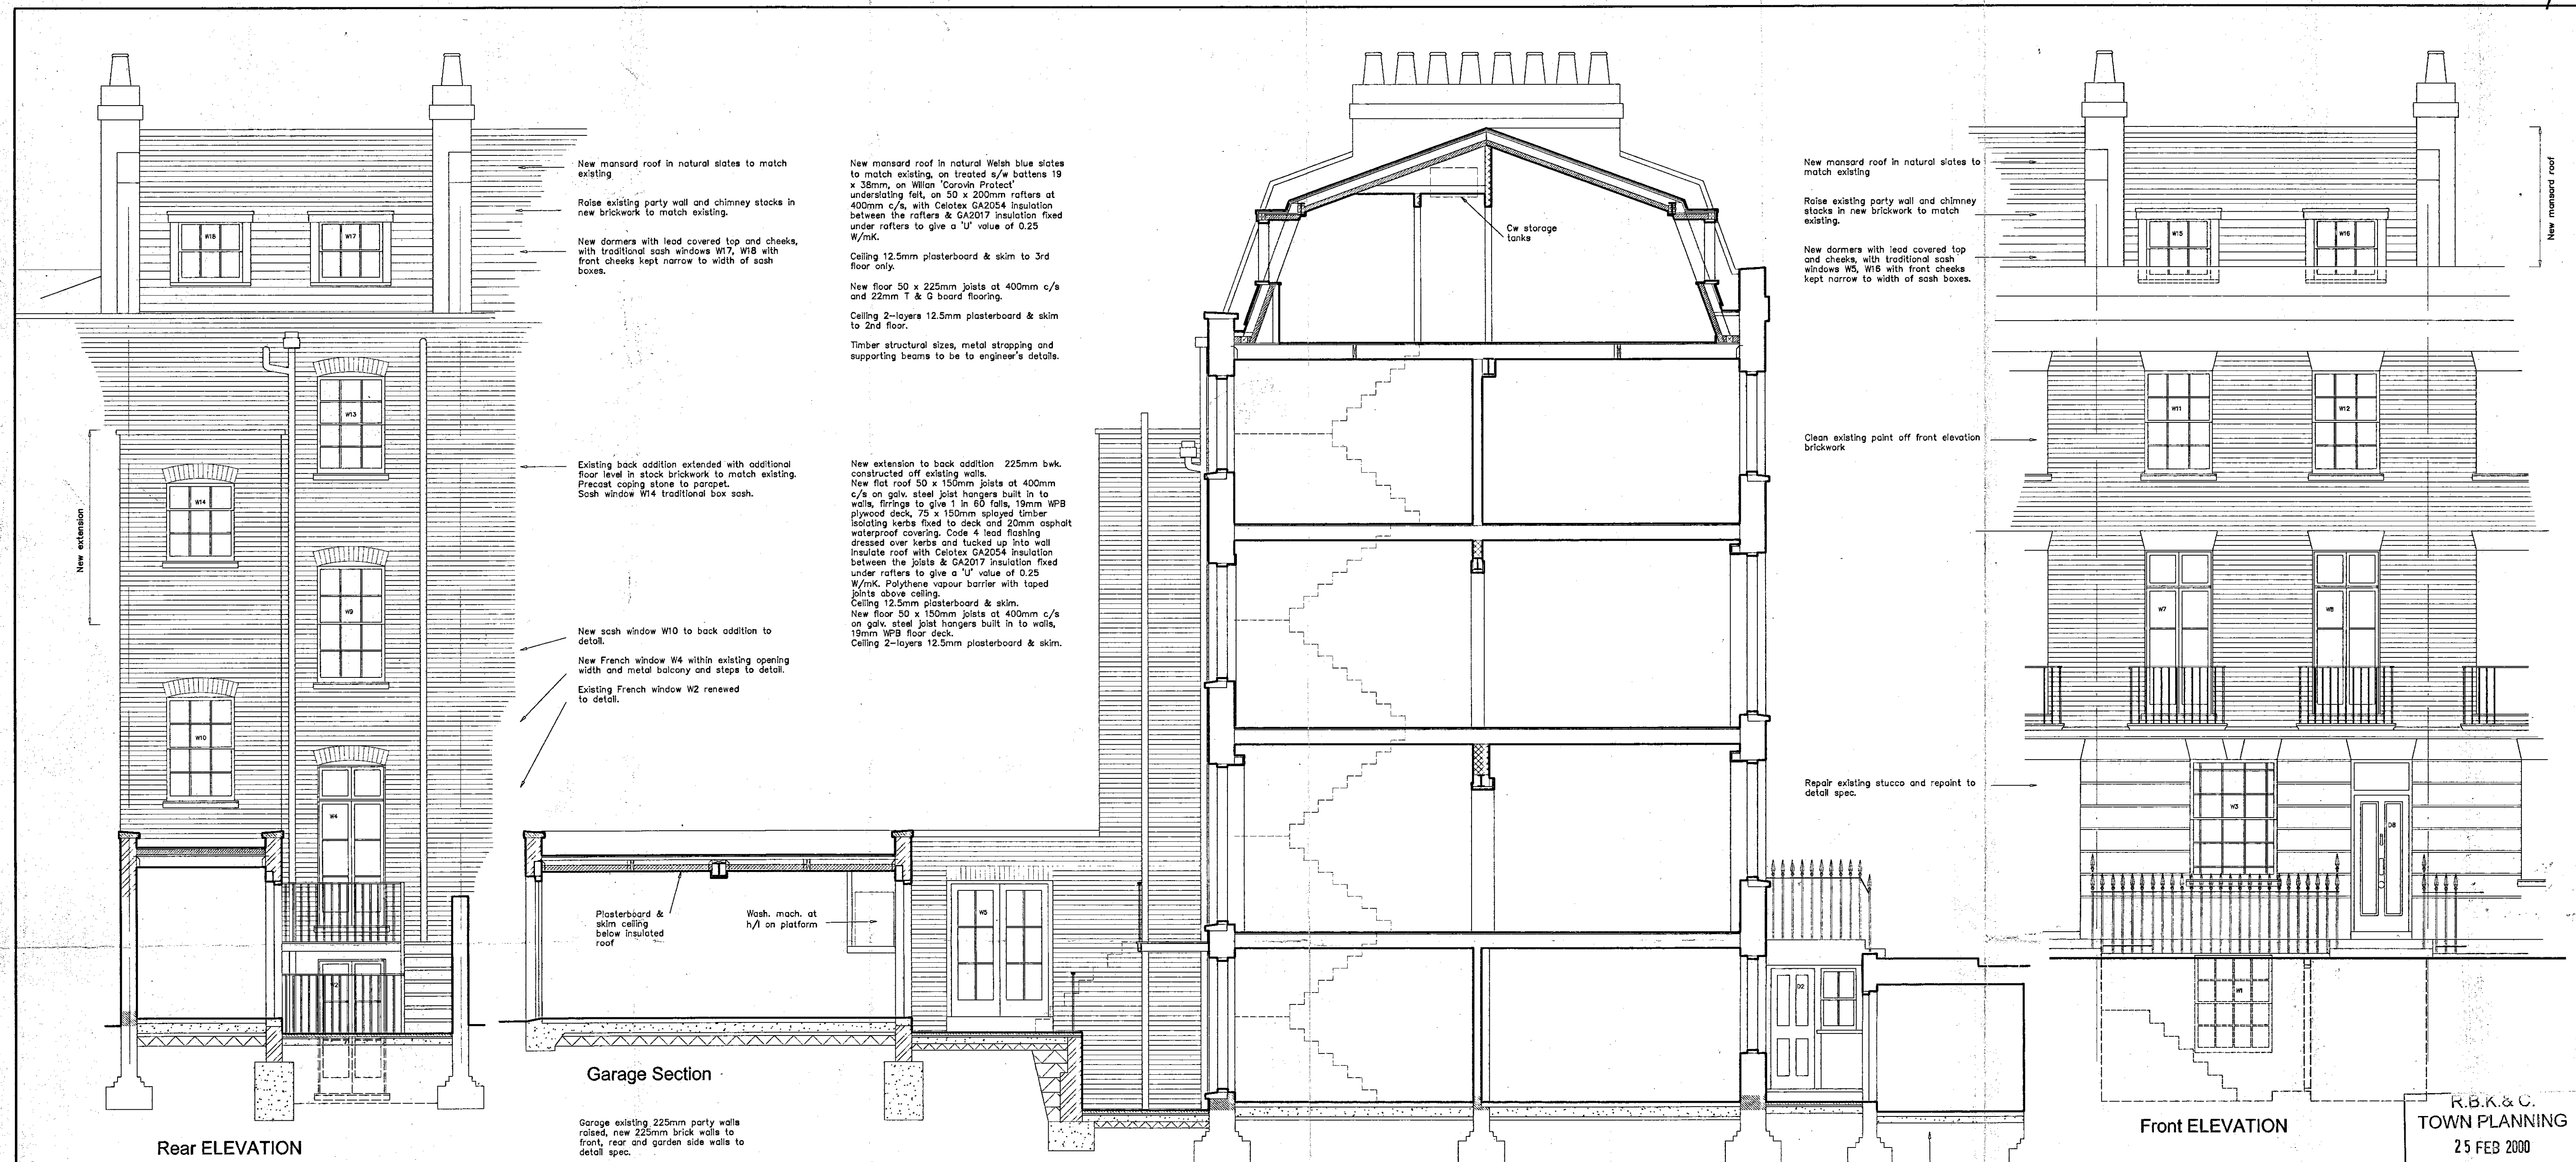 New mansard roof in natural slates to match
existing
Raise existing party wall and chimney stacks in
new brickwork to match existing.
New dormers with lead covered top and cheeks,
with traditional sash windows W17, W18 with
front cheeks kept narrow to width of sash
boxes.
W18
W17
W13
W14
W9
W10
W4
W2
New extension
Existing back addition extended with additional
floor level in stock brickwork to match existing.
Precast coping stone to parapet.
Sash window W14 traditional box sash.
New sash window W10 to back addition to
detail.
New French window W4 within existing opening
width and metal balcony and steps to detail.
Existing French window W2 renewed
to detail.
Rear ELEVATION
New mansard roof in natural Welsh blue slates
to match existing, on treated s/w battens 19
x 38mm, on Willan 'Corovin Protect'
underslating felt, on 50 x 200mm rafters at
400mm c/s, with Celotex GA2054 insulation
between the rafters & GA2017 insulation fixed
under rafters to give a 'U' value of 0.25
W/mK.
Ceiling 12.5mm plasterboard & skim to 3rd
floor only.
New floor 50 x 225mm joists at 400mm c/s
and 22mm T & G board flooring.
Ceiling 2-layers 12.5mm plasterboard & skim
to 2nd floor.
Timber structural sizes, metal strapping and
supporting beams to be to engineer's details.
New extension to back addition 225mm bwk.
constructed off existing walls.
New flat roof 50 x 150mm joists at 400mm
c/s on galv. steel joist hangers built in to
walls, firrings to give 1 in 60 falls, 19mm WPB
plywood deck, 75 x 150mm splayed timber
isolating kerbs fixed to deck and 20mm asphalt
waterproof covering. Code 4 lead flashing
dressed over kerbs and tucked up into wall
Insulate roof with Celotex GA2054 insulation
between the joists & GA2017 insulation fixed
under rafters to give a 'U' value of 0.25
W/mK. Polythene vapour barrier with taped
joints above ceiling.
Ceiling 12.5mm plasterboard & skim.
New floor 50 x 150mm joists at 400mm c/s
on galv. steel joist hangers built in to walls,
19mm WPB floor deck.
Ceiling 2-layers 12.5mm plasterboard & skim.
Plasterboard &
skim ceiling
below insulated
roof
Wash. mach. at
h/l on platform
W5
Garage Section
Garage existing 225mm party walls
raised, new 225mm brick walls to
front, rear and garden side walls to
detail spec.
Cw storage
tanks
D2
New mansard roof in natural slates to
match existing
Raise existing party wall and chimney
stacks in new brickwork to match
existing.
New dormers with lead covered top
and cheeks, with traditional sash
windows W5, W16 with front cheeks
kept narrow to width of sash boxes.
Clean existing paint off front elevation
brickwork
Repair existing stucco and repaint to
detail spec.
W15
W16
New mansard roof
W11
W12
W7
W8
W3
D8
W1
Front ELEVATION
R.B.K.& C.
TOWN PLANNING
25 FEB 2000